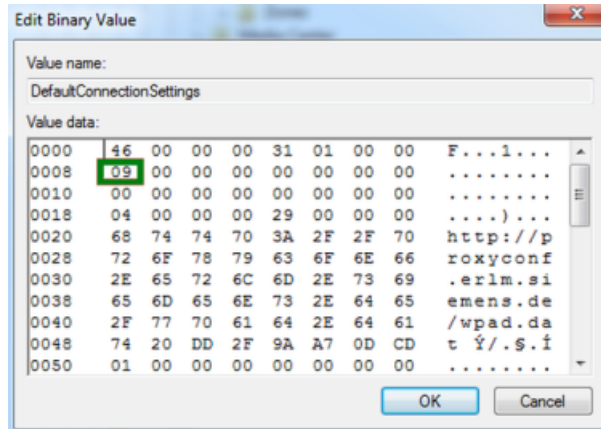 Edit Binary Value
Value name:
DefaultConnectionSettings
Value data:
0000 46 00 00 00 31 01 00 00 F...1...
0008 09 00 00 00 00 00 00 00 ........
0010 00 00 00 00 00 00 00 00 ........
0018 04 00 00 00 29 00 00 00 ....)...
0020 68 74 74 70 3A 2F 2F 70 http://p
0028 72 6F 78 79 63 6F 6E 66 roxyconf
0030 2E 65 72 6C 6D 2E 73 69 .erlm.si
0038 65 6D 65 6E 73 2E 64 65 emens.de
0040 2F 77 70 61 64 2E 64 61 /wpad.da
0048 74 20 DD 2F 9A A7 0D CD t Ý/.§.Í
0050 01 00 00 00 00 00 00 00 ........
OK Cancel